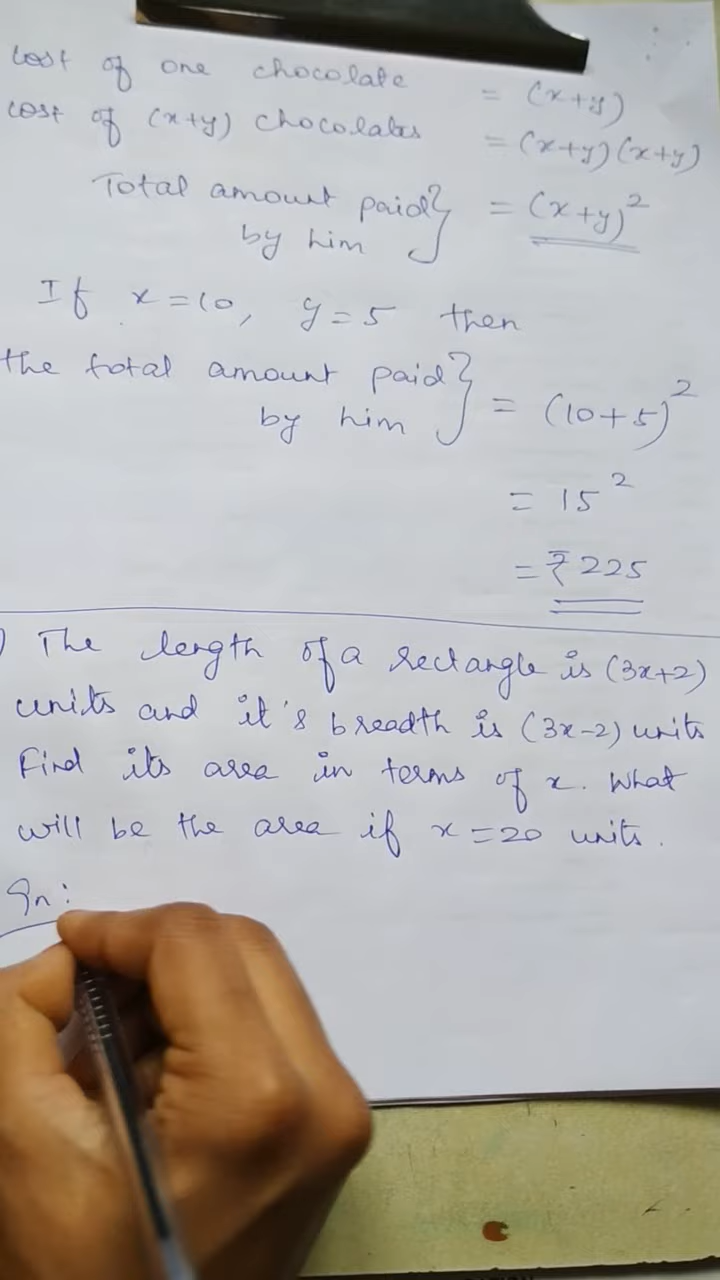 cost of one chocolate = (x+y)
cost of (x+y) chocolates = (x+y)(x+y)
Total amount paid } = (x+y)²
by him
If x=10, y=5 then
the total amount paid } = (10+5)²
by him
= 15²
= ₹225
) The length of a rectangle is (3x+2)
units and it's breadth is (3x-2) units
Find its area in terms of x. What
will be the area if x=20 units.